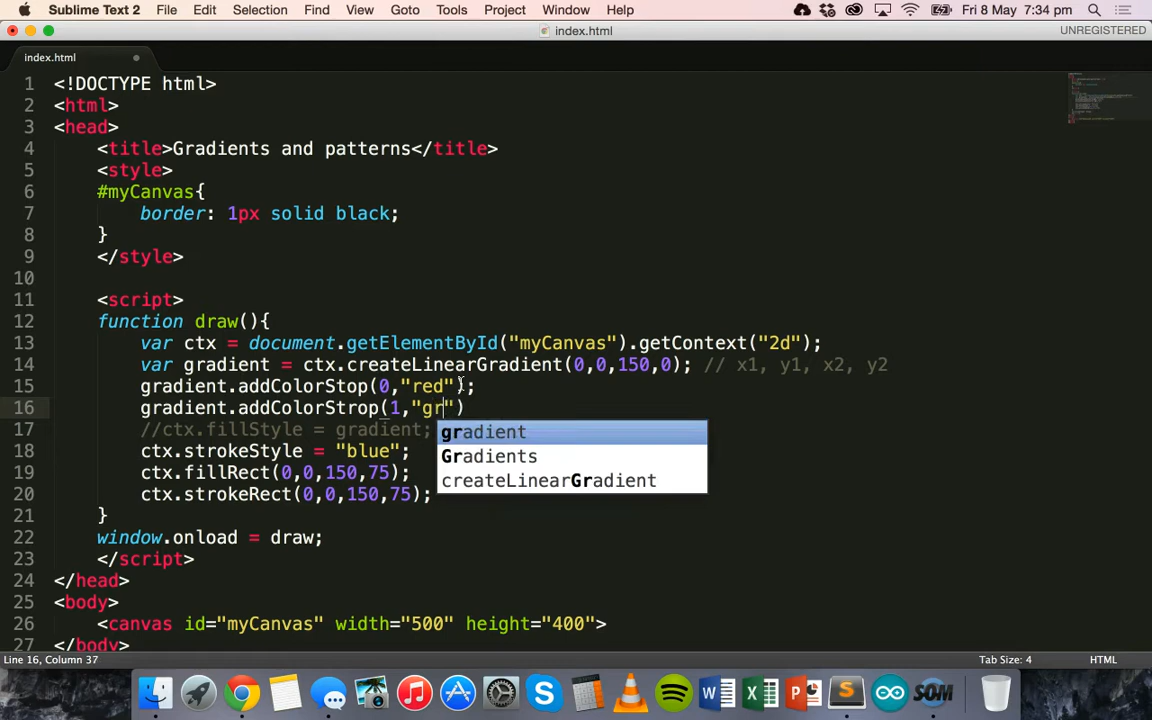 Sublime Text 2 File Edit Selection Find View Goto Tools Project Window Help Fri 8 May 7:34 pm
index.html UNREGISTERED
index.html
1 <!DOCTYPE html>
2 <html>
3 <head>
4 <title>Gradients and patterns</title>
5 <style>
6 #myCanvas{
7 border: 1px solid black;
8 }
9 </style>
10
11 <script>
12 function draw(){
13 var ctx = document.getElementById("myCanvas").getContext("2d");
14 var gradient = ctx.createLinearGradient(0,0,150,0); // x1, y1, x2, y2
15 gradient.addColorStop(0,"red");
16 gradient.addColorStrop(1,"gr")
gradient
Gradients
createLinearGradient
17 //ctx.fillStyle = gradient;
18 ctx.strokeStyle = "blue";
19 ctx.fillRect(0,0,150,75);
20 ctx.strokeRect(0,0,150,75);
21 }
22 window.onload = draw;
23 </script>
24 </head>
25 <body>
26 <canvas id="myCanvas" width="500" height="400">
27 </body>
Line 16, Column 37 Tab Size: 4 HTML
SOM